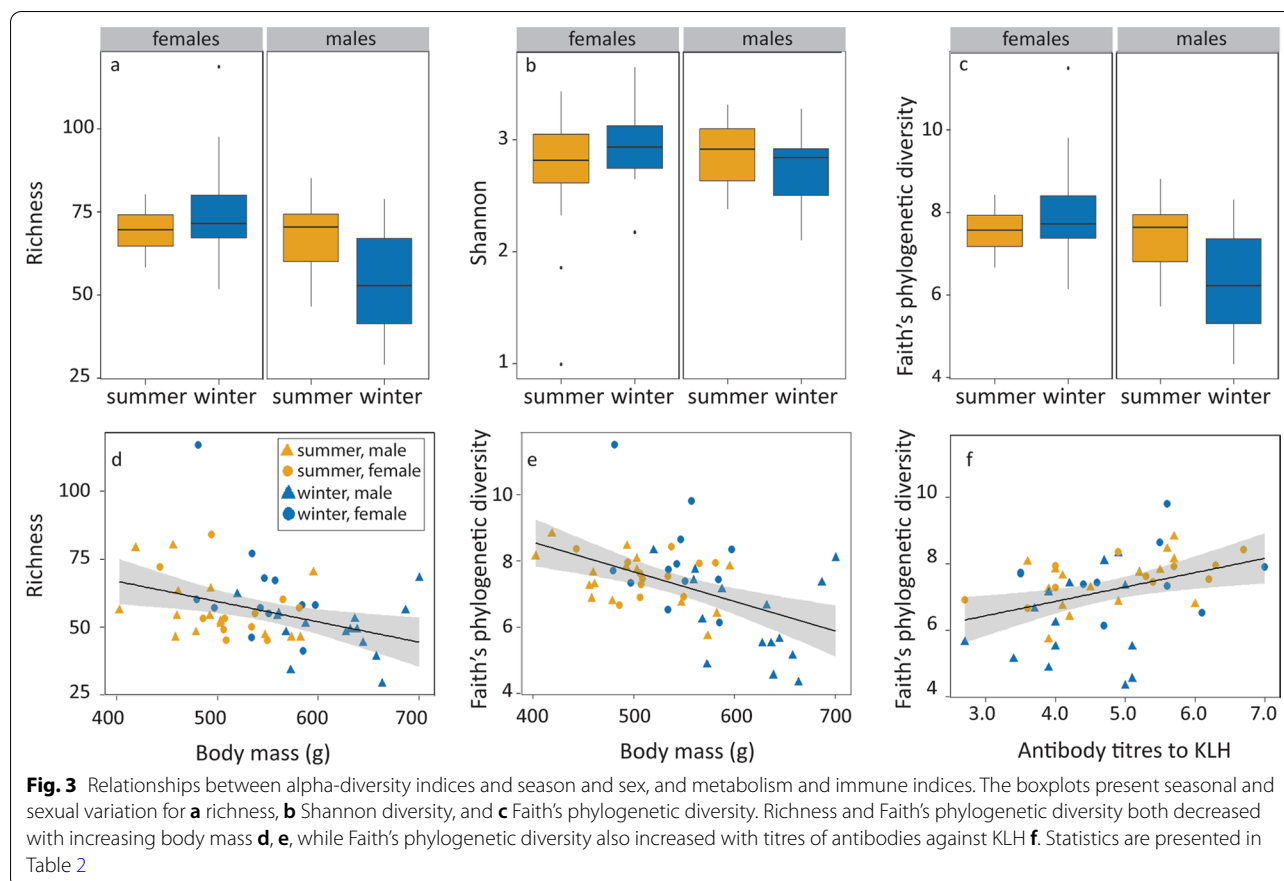 females males
a
Richness
100
75
50
25
summer winter summer winter
females males
b
Shannon
3
2
1
summer winter summer winter
females males
c
Faith's phylogenetic diversity
10
8
6
4
summer winter summer winter
d
Richness
100
75
50
25
400 500 600 700
Body mass (g)
summer, male
summer, female
winter, male
winter, female
e
Faith's phylogenetic diversity
10
8
6
4
400 500 600 700
Body mass (g)
f
Faith's phylogenetic diversity
10
8
6
4
3.0 4.0 5.0 6.0 7.0
Antibody titres to KLH
Fig. 3 Relationships between alpha-diversity indices and season and sex, and metabolism and immune indices. The boxplots present seasonal and
sexual variation for a richness, b Shannon diversity, and c Faith's phylogenetic diversity. Richness and Faith's phylogenetic diversity both decreased
with increasing body mass d, e, while Faith's phylogenetic diversity also increased with titres of antibodies against KLH f. Statistics are presented in
Table 2